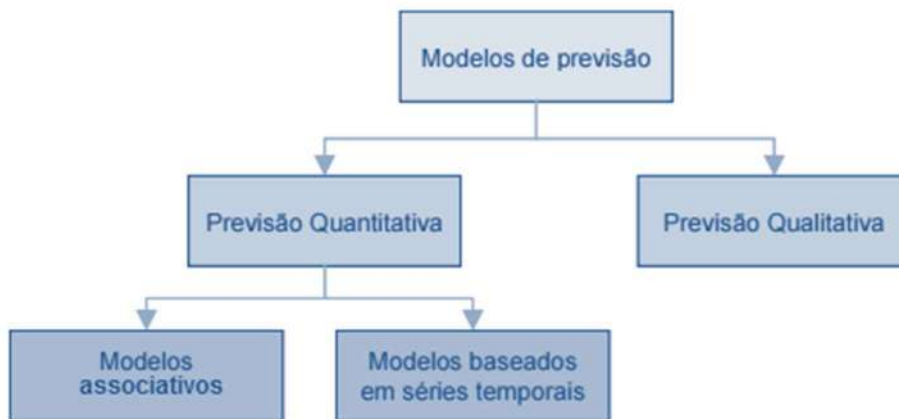 Modelos de previsão
Previsão Quantitativa
Previsão Qualitativa
Modelos
associativos
Modelos baseados
em séries temporais